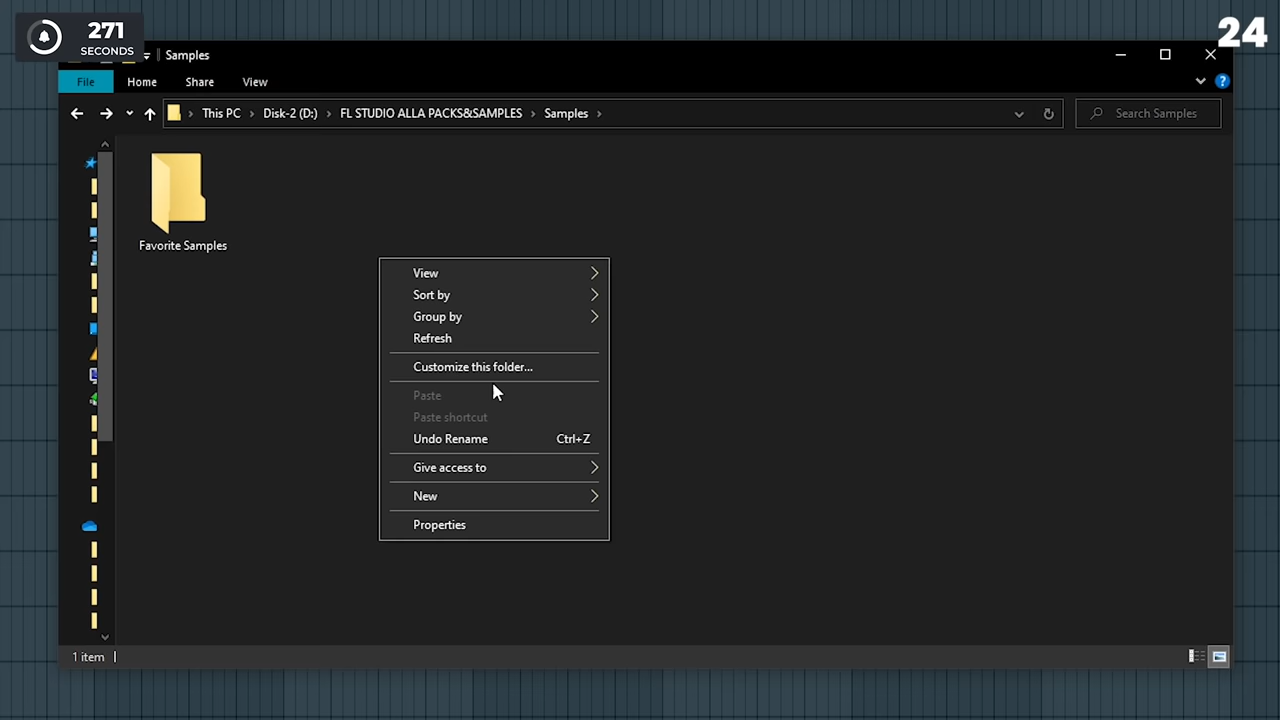 271
SECONDS
24
Samples
File Home Share View
This PC Disk-2 (D:) FL STUDIO ALLA PACKS&SAMPLES Samples
Search Samples
Favorite Samples
View
Sort by
Group by
Refresh
Customize this folder...
Paste
Paste shortcut
Undo Rename Ctrl+Z
Give access to
New
Properties
1 item